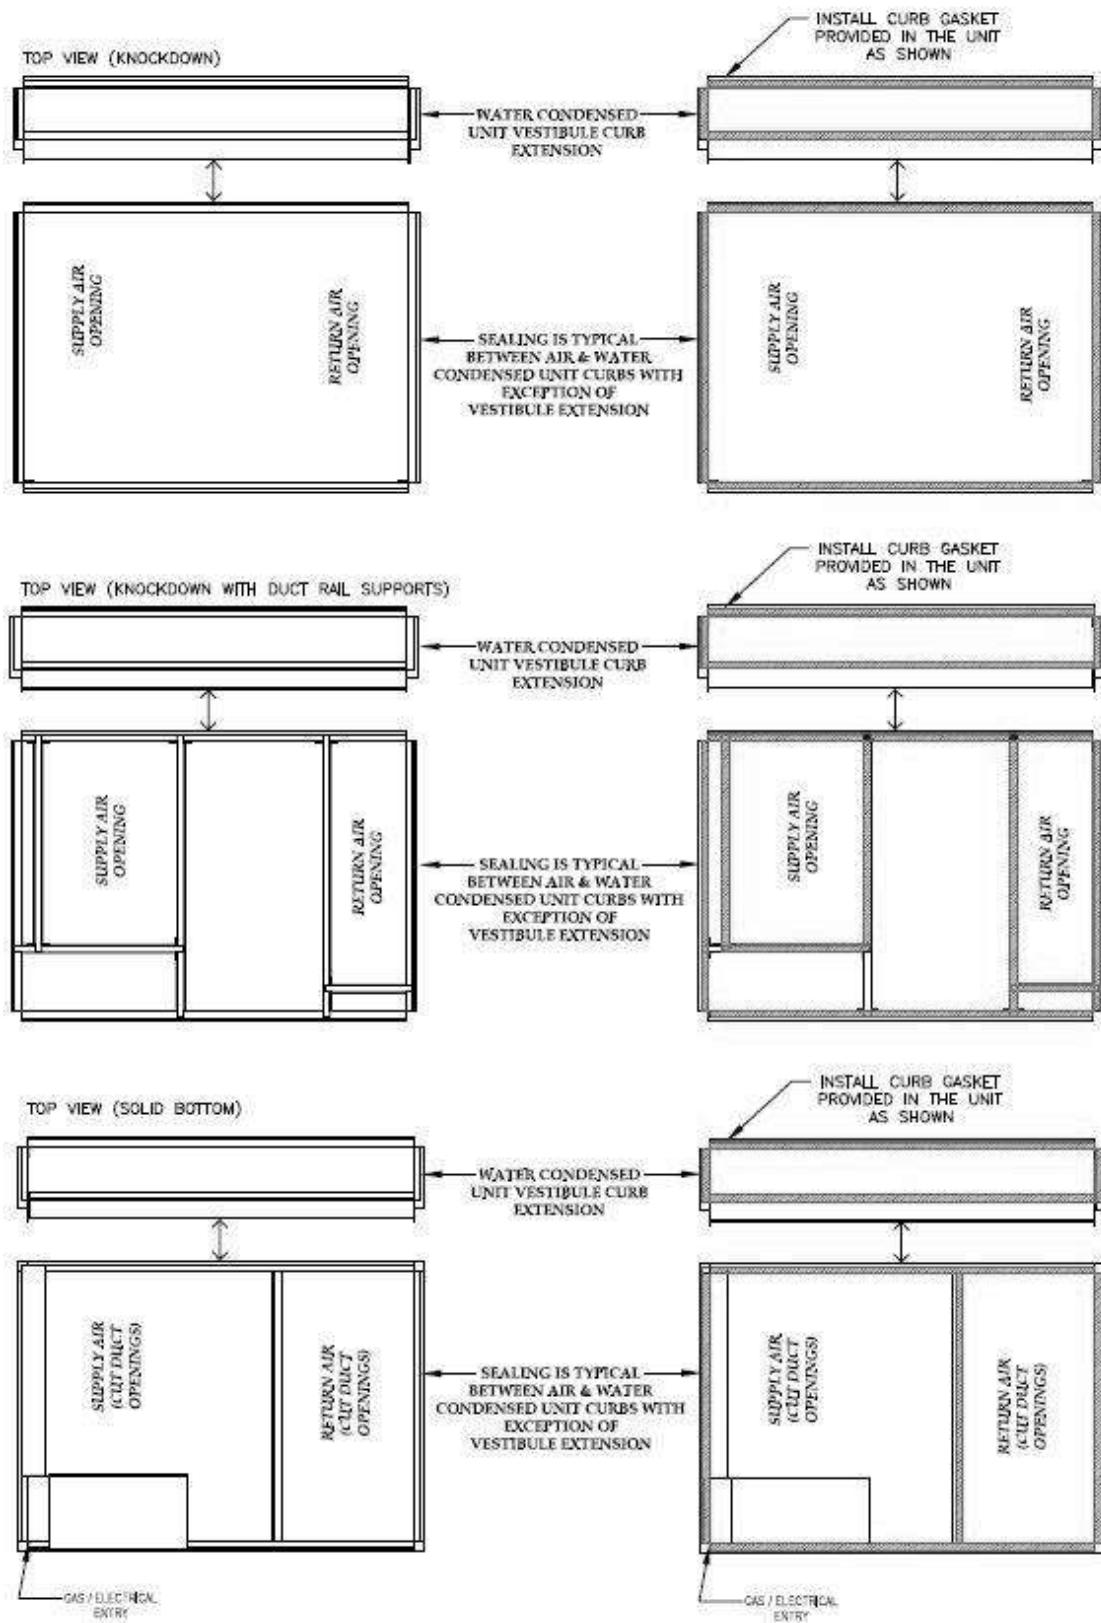 INSTALL CURB GASKET
PROVIDED IN THE UNIT
AS SHOWN
TOP VIEW (KNOCKDOWN)
WATER CONDENSED
UNIT VESTIBULE CURB
EXTENSION
SUPPLY AIR
OPENING
RETURN AIR
OPENING
SEALING IS TYPICAL
BETWEEN AIR & WATER
CONDENSED UNIT CURBS WITH
EXCEPTION OF
VESTIBULE EXTENSION
SUPPLY AIR
OPENING
RETURN AIR
OPENING
INSTALL CURB GASKET
PROVIDED IN THE UNIT
AS SHOWN
TOP VIEW (KNOCKDOWN WITH DUCT RAIL SUPPORTS)
WATER CONDENSED
UNIT VESTIBULE CURB
EXTENSION
SUPPLY AIR
OPENING
RETURN AIR
OPENING
SEALING IS TYPICAL
BETWEEN AIR & WATER
CONDENSED UNIT CURBS WITH
EXCEPTION OF
VESTIBULE EXTENSION
SUPPLY AIR
OPENING
RETURN AIR
OPENING
INSTALL CURB GASKET
PROVIDED IN THE UNIT
AS SHOWN
TOP VIEW (SOLID BOTTOM)
WATER CONDENSED
UNIT VESTIBULE CURB
EXTENSION
SUPPLY AIR
(CUT DUCT
OPENINGS)
RETURN AIR
(CUT DUCT
OPENINGS)
SEALING IS TYPICAL
BETWEEN AIR & WATER
CONDENSED UNIT CURBS WITH
EXCEPTION OF
VESTIBULE EXTENSION
SUPPLY AIR
(CUT DUCT
OPENINGS)
RETURN AIR
(CUT DUCT
OPENINGS)
GAS / ELECTRICAL
ENTRY
GAS / ELECTRICAL
ENTRY